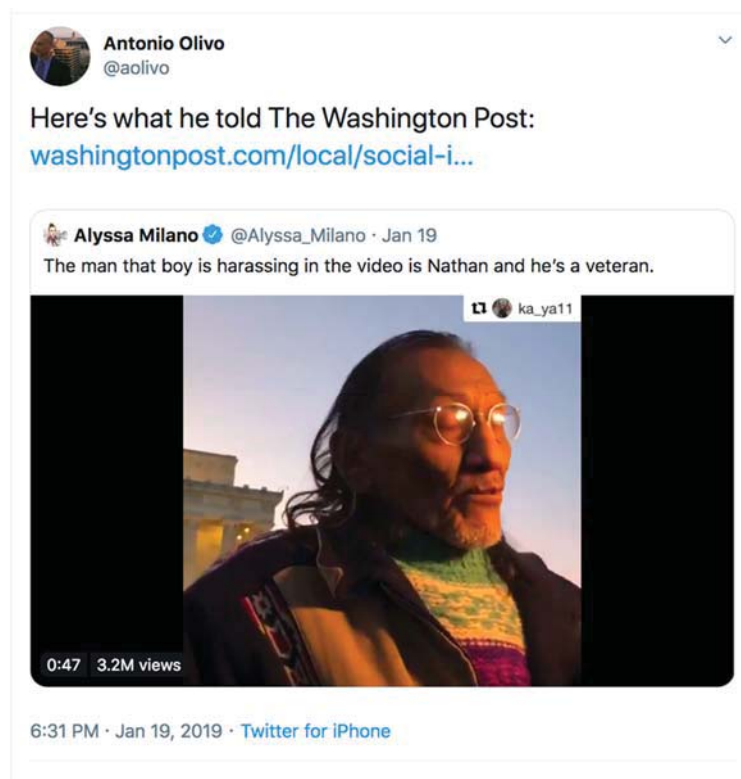 Antonio Olivo
@aolivo
Here's what he told The Washington Post:
washingtonpost.com/local/social-i...
Alyssa Milano @Alyssa_Milano · Jan 19
The man that boy is harassing in the video is Nathan and he's a veteran.
ka_ya11
0:47 3.2M views
6:31 PM · Jan 19, 2019 · Twitter for iPhone